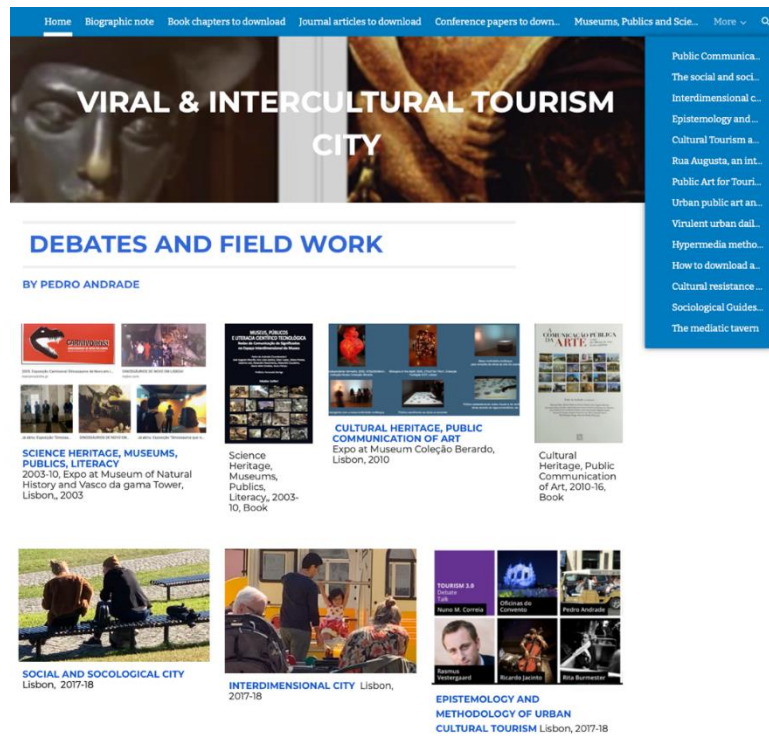 Home Biographic note Book chapters to download Journal articles to download Conference papers to down... Museums, Publics and Scie... More
Public Communica...
The social and soci...
Interdimensional c...
Epistemology and ...
Cultural Tourism a...
Rua Augusta, an int...
Public Art for Touri...
Urban public art an...
Virulent urban dail...
Hypermedia metho...
How to download a...
Cultural resistance ...
Sociological Guides...
The mediatic tavern
VIRAL & INTERCULTURAL TOURISM
CITY
DEBATES AND FIELD WORK
BY PEDRO ANDRADE
MUSEUS, PÚBLICOS
E LITERACIA CIENTÍFICO TECNOLÓGICA
A
COMUNICAÇÃO PÚBLICA
DA ARTE
SCIENCE HERITAGE, MUSEUMS,
PUBLICS, LITERACY
2003-10, Expo at Museum of Natural
History and Vasco da gama Tower,
Lisbon,, 2003
Science
Heritage,
Museums,
Publics,
Literacy,, 2003-
10, Book
CULTURAL HERITAGE, PUBLIC
COMMUNICATION OF ART
Expo at Museum Coleção Berardo,
Lisbon, 2010
Cultural
Heritage, Public
Communication
of Art, 2010-16,
Book
TOURISM 3.0
Debate
Talk
Nuno M. Correia
Oficinas do
Convento
Pedro Andrade
Rasmus
Vestergaard
Ricardo Jacinto
Rita Burmester
SOCIAL AND SOCOLOGICAL CITY
Lisbon, 2017-18
INTERDIMENSIONAL CITY Lisbon,
2017-18
EPISTEMOLOGY AND
METHODOLOGY OF URBAN
CULTURAL TOURISM Lisbon, 2017-18